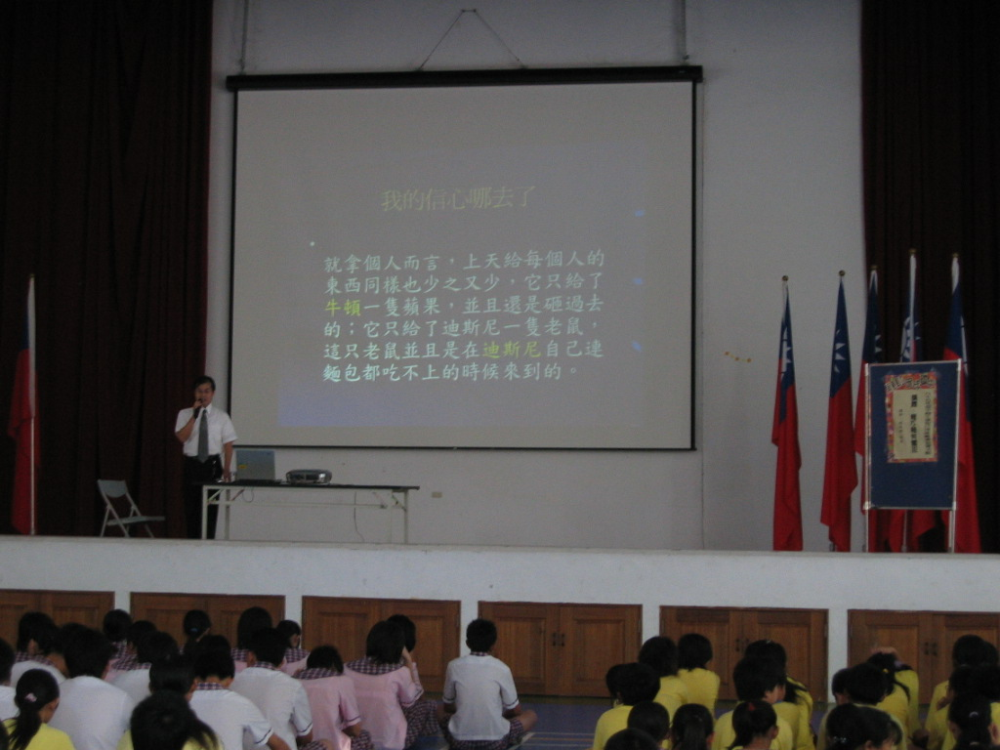 我的信心哪去了
就拿個人而言，上天給每個人的
東西同樣也少之又少，它只給了
牛頓一隻蘋果，並且還是砸過去
的；它只給了迪斯尼一隻老鼠，
這只老鼠並且是在迪斯尼自己連
麵包都吃不上的時候來到的。